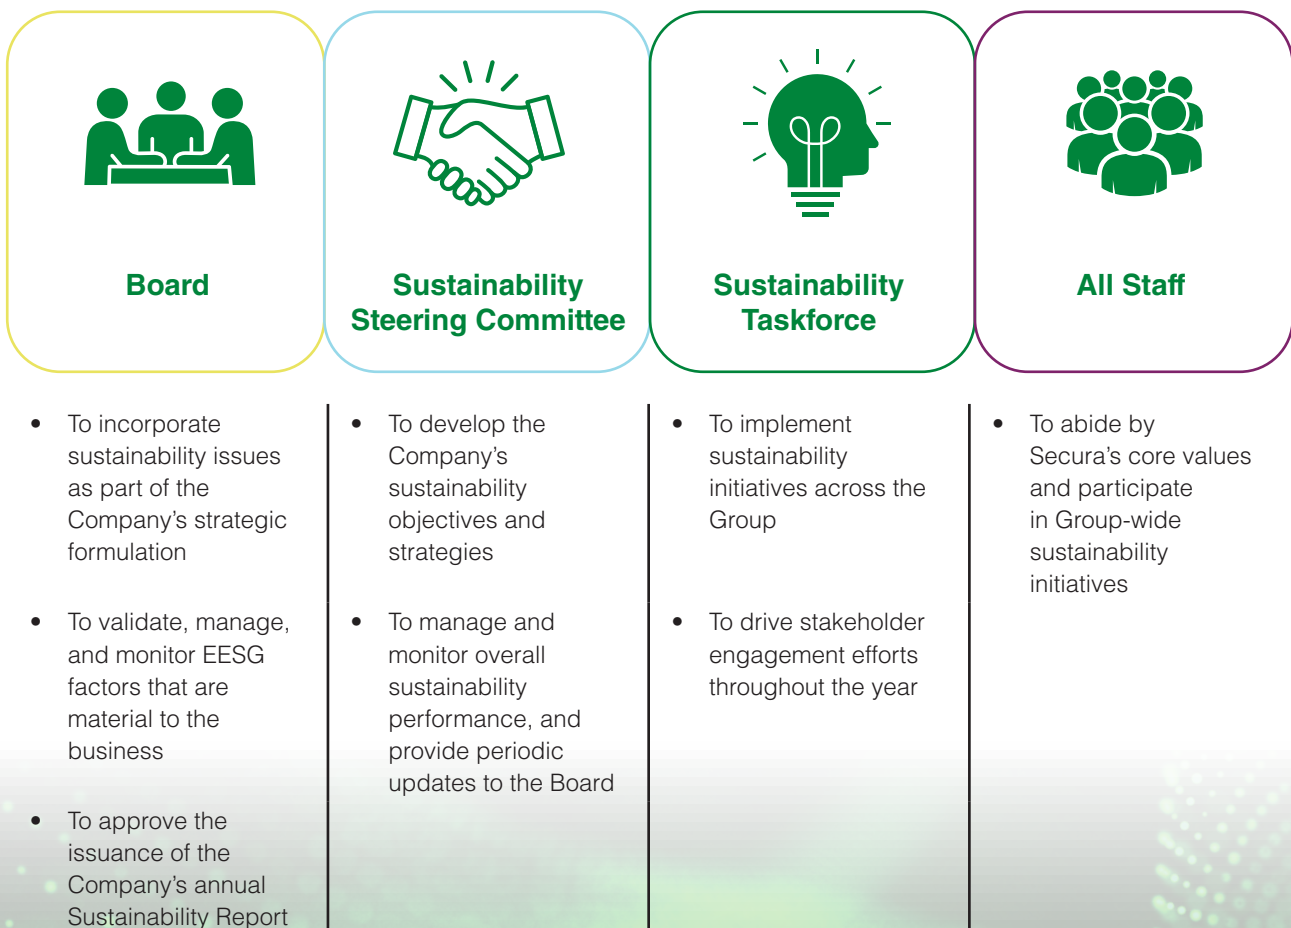 Board
Sustainability
Steering Committee
Sustainability
Taskforce
All Staff
• To incorporate
sustainability issues
as part of the
Company’s strategic
formulation
• To validate, manage,
and monitor EESG
factors that are
material to the
business
• To approve the
issuance of the
Company’s annual
Sustainability Report
• To develop the
Company’s
sustainability
objectives and
strategies
• To manage and
monitor overall
sustainability
performance, and
provide periodic
updates to the Board
• To implement
sustainability
initiatives across the
Group
• To drive stakeholder
engagement efforts
throughout the year
• To abide by
Secura’s core values
and participate
in Group-wide
sustainability
initiatives